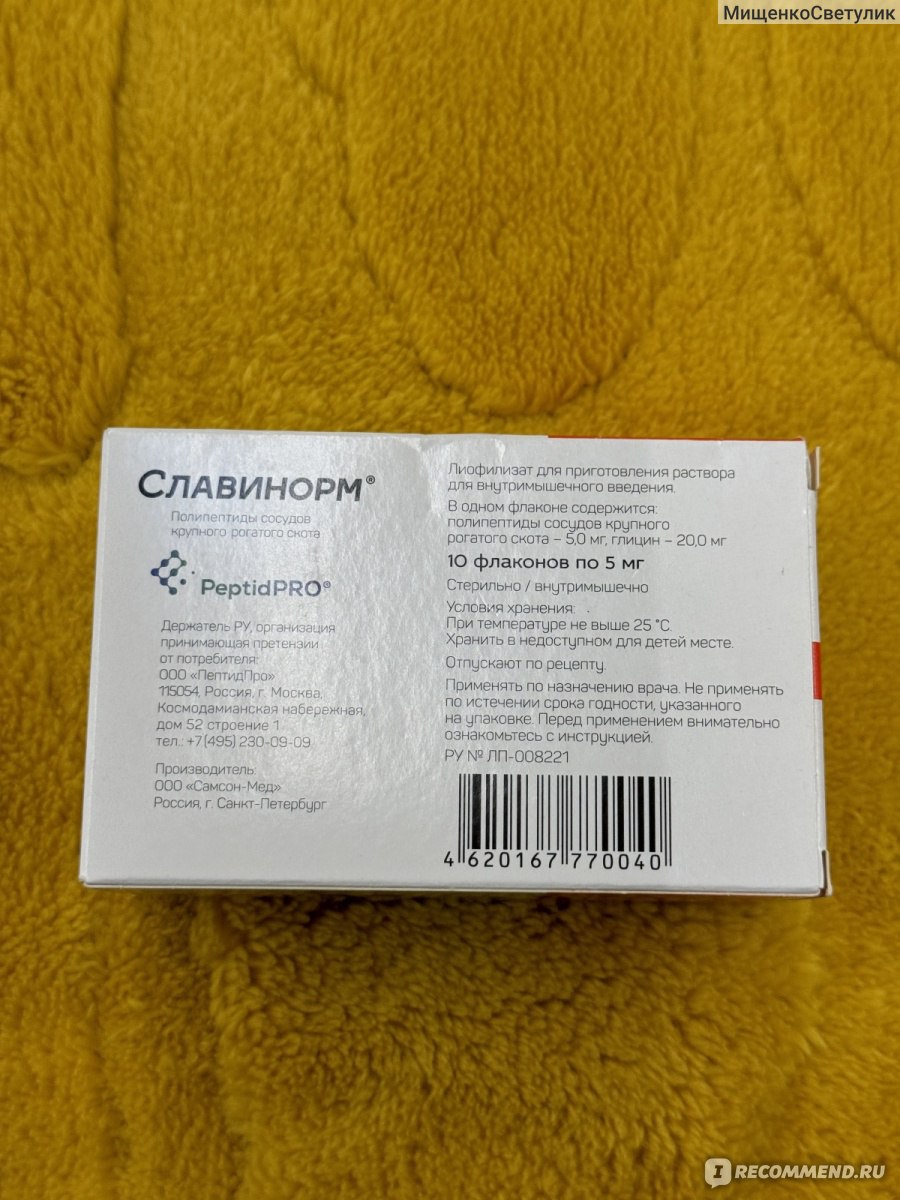 МищенкоСветулик
СЛАВИНОРМ®
Полипептиды сосудов
крупного рогатого скота
PeptidPRO®
Держатель РУ, организация
принимающая претензии
от потребителя:
ООО «ПептидПро»
115054, Россия, г. Москва,
Космодамианская набережная,
дом 52 строение 1
тел.: +7 (495) 230-09-09
Производитель:
ООО «Самсон-Мед»
Россия, г. Санкт-Петербург
Лиофилизат для приготовления раствора
для внутримышечного введения.
В одном флаконе содержится:
полипептиды сосудов крупного
рогатого скота – 5,0 мг, глицин – 20,0 мг
10 флаконов по 5 мг
Стерильно / внутримышечно
Условия хранения:
При температуре не выше 25 °С.
Хранить в недоступном для детей месте.
Отпускают по рецепту.
Применять по назначению врача. Не применять
по истечении срока годности, указанного
на упаковке. Перед применением внимательно
ознакомьтесь с инструкцией.
РУ № ЛП-008221
4 620167 770040
IRECOMMEND.RU